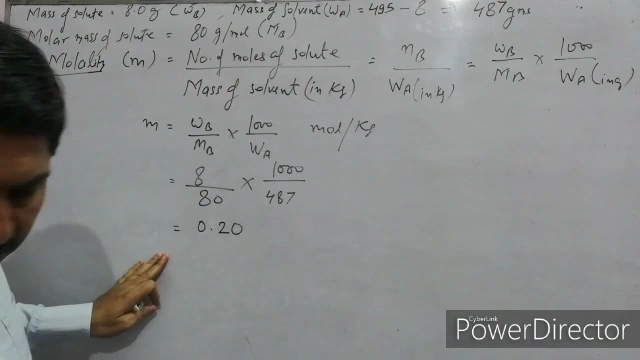 Mass of solute = 8.0 g (WB), Mass of Solvent (WA) = 495 - 8 = 487 gms
Molar mass of solute = 80 g/mol (MB)
Molality (m) = No. of moles of solute / Mass of solvent (in Kg) = nB / WA (in Kg) = WB / MB × 1000 / WA (in g)
m = WB / MB × 1000 / WA mol/Kg
= 8 / 80 × 1000 / 487
= 0.20
CyberLink
PowerDirector